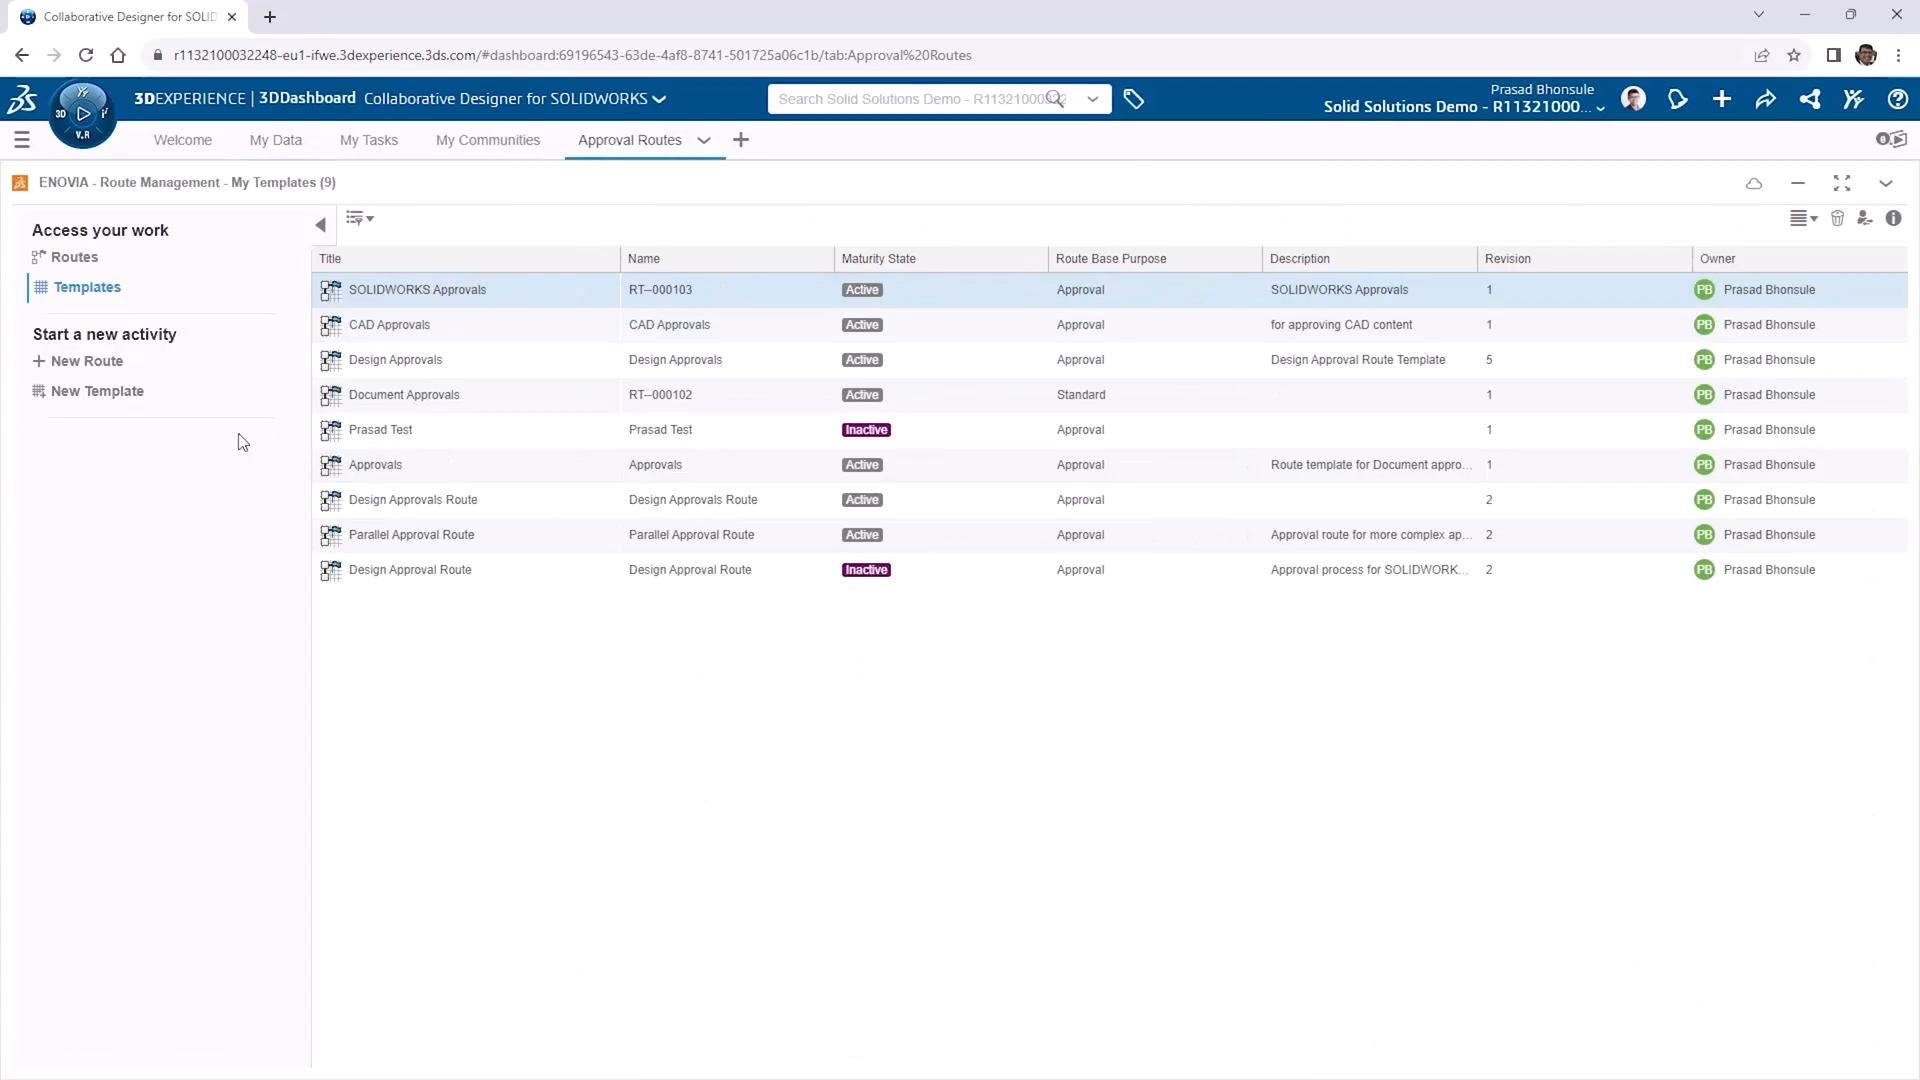 Collaborative Designer for SOLID
r1132100032248-eu1-ifwe.3dexperience.3ds.com/#dashboard:69196543-63de-4af8-8741-501725a06c1b/tab:Approval%20Routes
3D V.R
3DEXPERIENCE | 3DDashboard Collaborative Designer for SOLIDWORKS
Search Solid Solutions Demo - R1132100032
Prasad Bhonsule
Solid Solutions Demo - R11321000...
Welcome My Data My Tasks My Communities Approval Routes
0
ENOVIA - Route Management - My Templates (9)
Access your work
Routes
Templates
Start a new activity
New Route
New Template
Title Name Maturity State Route Base Purpose Description Revision Owner
SOLIDWORKS Approvals RT--000103 Active Approval SOLIDWORKS Approvals 1 PB Prasad Bhonsule
CAD Approvals CAD Approvals Active Approval for approving CAD content 1 PB Prasad Bhonsule
Design Approvals Design Approvals Active Approval Design Approval Route Template 5 PB Prasad Bhonsule
Document Approvals RT--000102 Active Standard 1 PB Prasad Bhonsule
Prasad Test Prasad Test Inactive Approval 1 PB Prasad Bhonsule
Approvals Approvals Active Approval Route template for Document appro... 1 PB Prasad Bhonsule
Design Approvals Route Design Approvals Route Active Approval 2 PB Prasad Bhonsule
Parallel Approval Route Parallel Approval Route Active Approval Approval route for more complex ap... 2 PB Prasad Bhonsule
Design Approval Route Design Approval Route Inactive Approval Approval process for SOLIDWORK... 2 PB Prasad Bhonsule